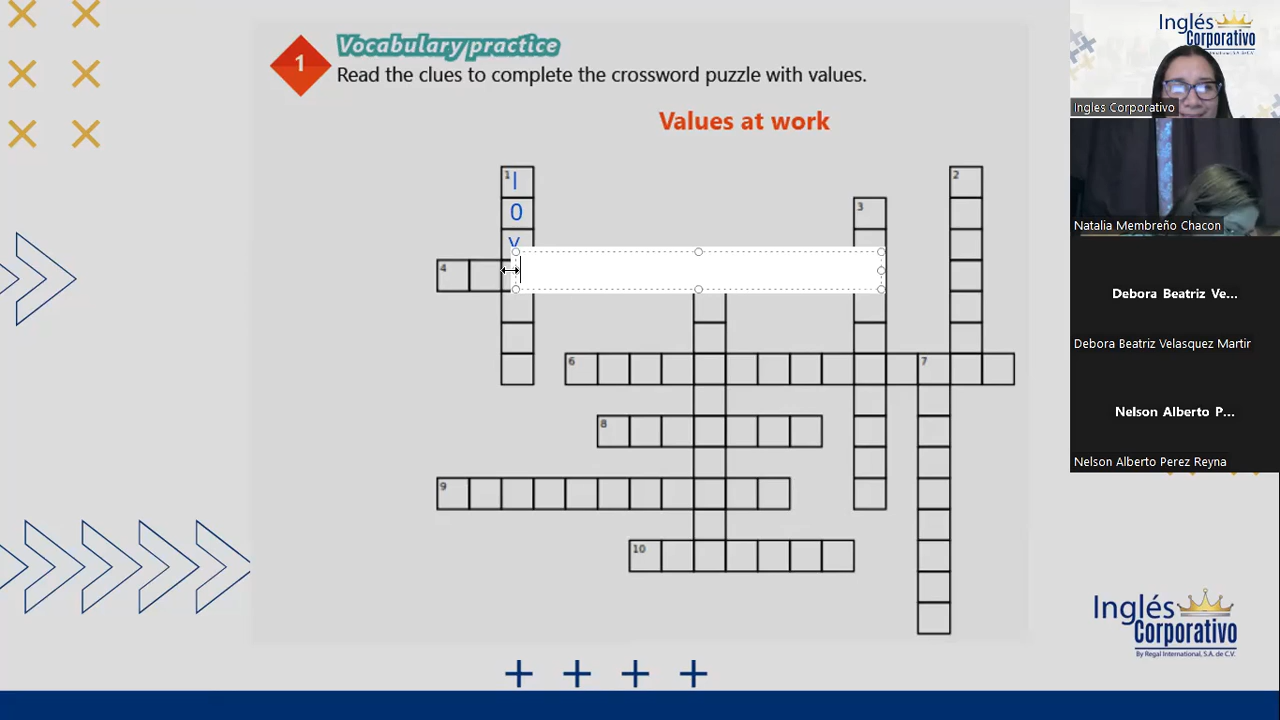 1
Vocabulary practice
Read the clues to complete the crossword puzzle with values.
Values at work
1
l
o
y
2
3
4
6
7
8
9
10
Inglés
Corporativo
By Regal International, S.A. de C.V.
Inglés
Corporativo
Ingles Corporativo
Natalia Membreño Chacon
Debora Beatriz Ve...
Debora Beatriz Velasquez Martir
Nelson Alberto P...
Nelson Alberto Perez Reyna